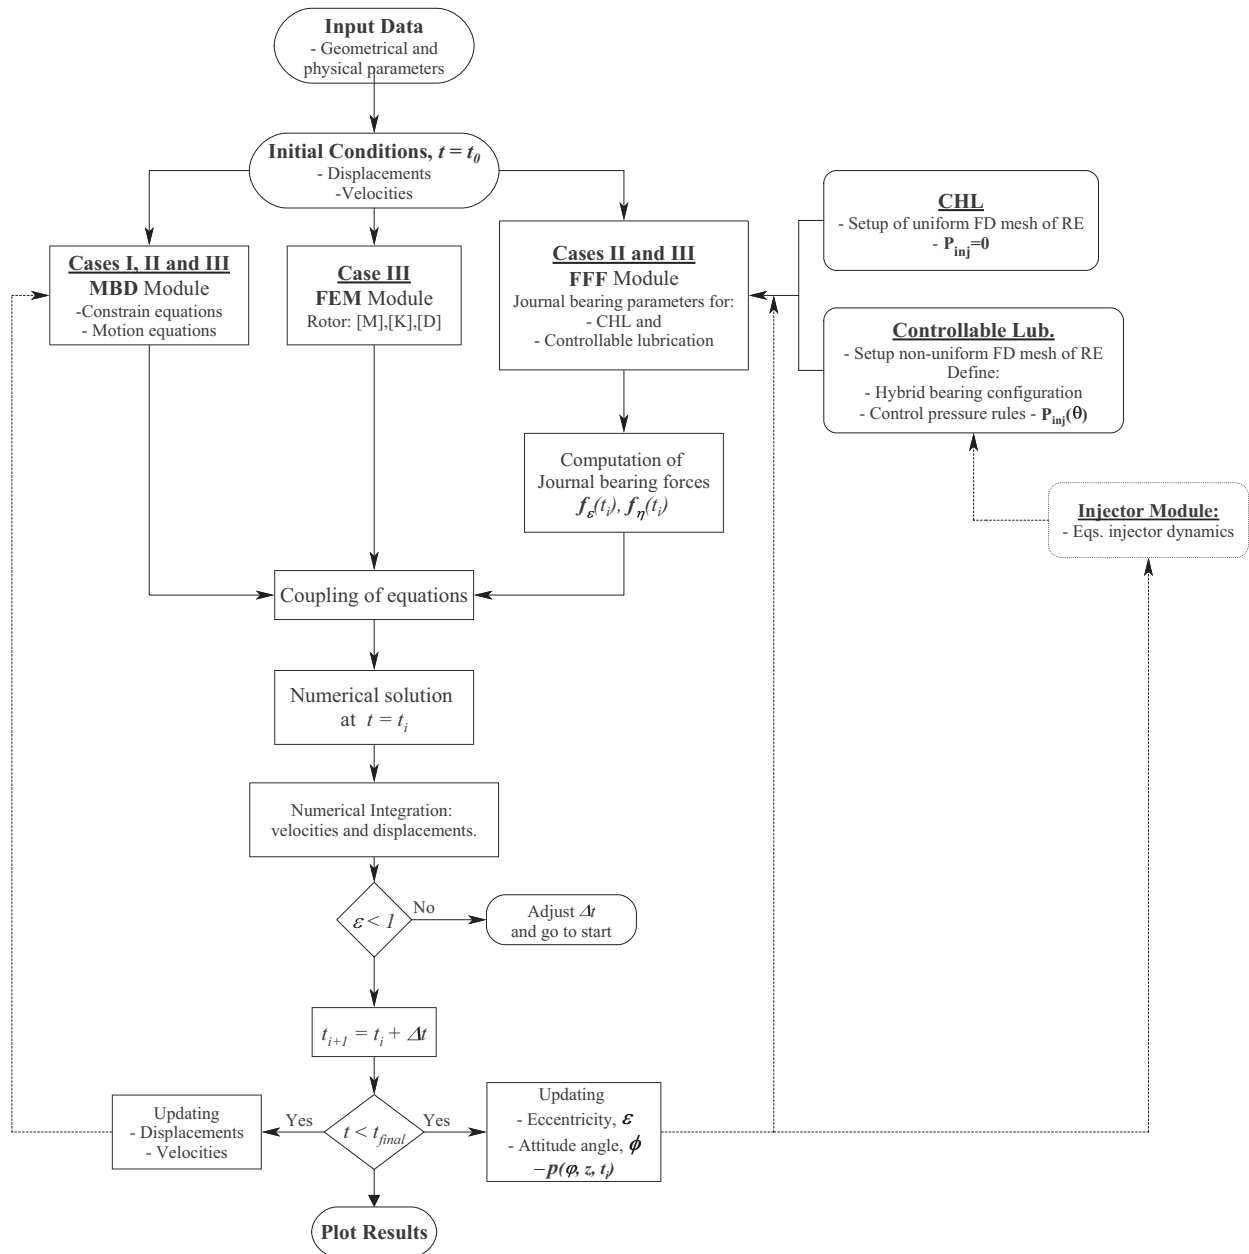 Input Data
- Geometrical and
physical parameters
Initial Conditions, t = t0
- Displacements
-Velocities
Cases I, II and III
MBD Module
-Constrain equations
- Motion equations
Case III
FEM Module
Rotor: [M],[K],[D]
Cases II and III
FFF Module
Journal bearing parameters for:
- CHL and
- Controllable lubrication
CHL
- Setup of uniform FD mesh of RE
- Pinj=0
Controllable Lub.
- Setup non-uniform FD mesh of RE
Define:
- Hybrid bearing configuration
- Control pressure rules - Pinj(θ)
Injector Module:
- Eqs. injector dynamics
Computation of
Journal bearing forces
fε(ti), fη(ti)
Coupling of equations
Numerical solution
at t = ti
Numerical Integration:
velocities and displacements.
ε < 1
No
Adjust Δt
and go to start
ti+1 = ti + Δt
Updating
- Displacements
- Velocities
Yes
t < tfinal
Yes
Updating
- Eccentricity, ε
- Attitude angle, ϕ
–p(φ, z, ti)
Plot Results